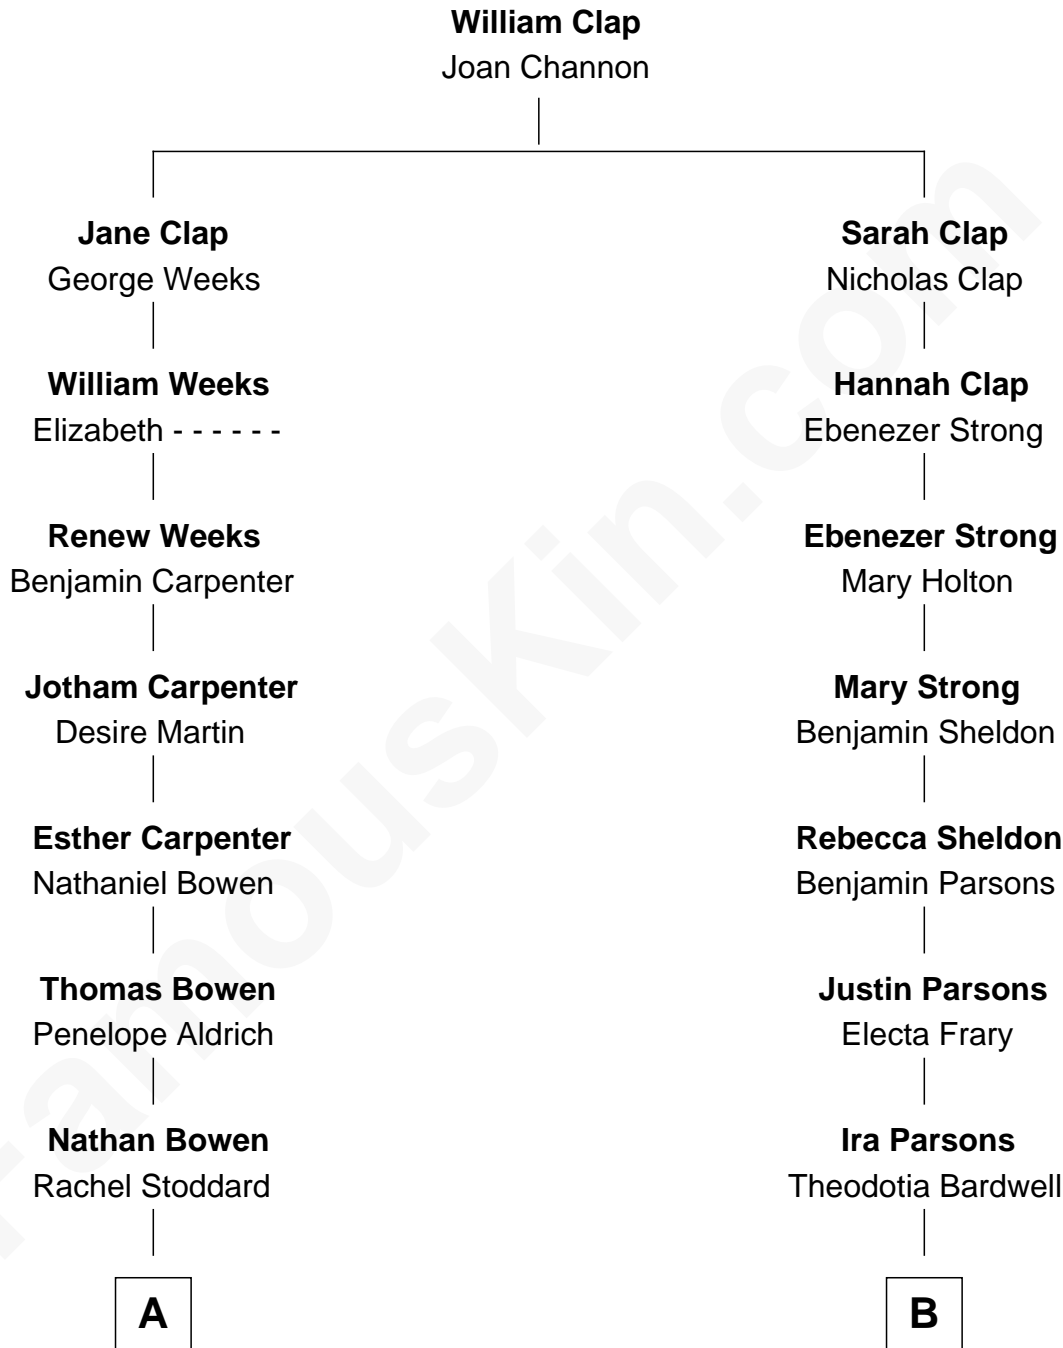 William Clap
Joan Channon
Jane Clap
George Weeks
Sarah Clap
Nicholas Clap
William Weeks
Elizabeth - - - - - -
Hannah Clap
Ebenezer Strong
Renew Weeks
Benjamin Carpenter
Ebenezer Strong
Mary Holton
Jotham Carpenter
Desire Martin
Mary Strong
Benjamin Sheldon
Esther Carpenter
Nathaniel Bowen
Rebecca Sheldon
Benjamin Parsons
Thomas Bowen
Penelope Aldrich
Justin Parsons
Electa Frary
Nathan Bowen
Rachel Stoddard
Ira Parsons
Theodotia Bardwell
A
B
FamousKin.com